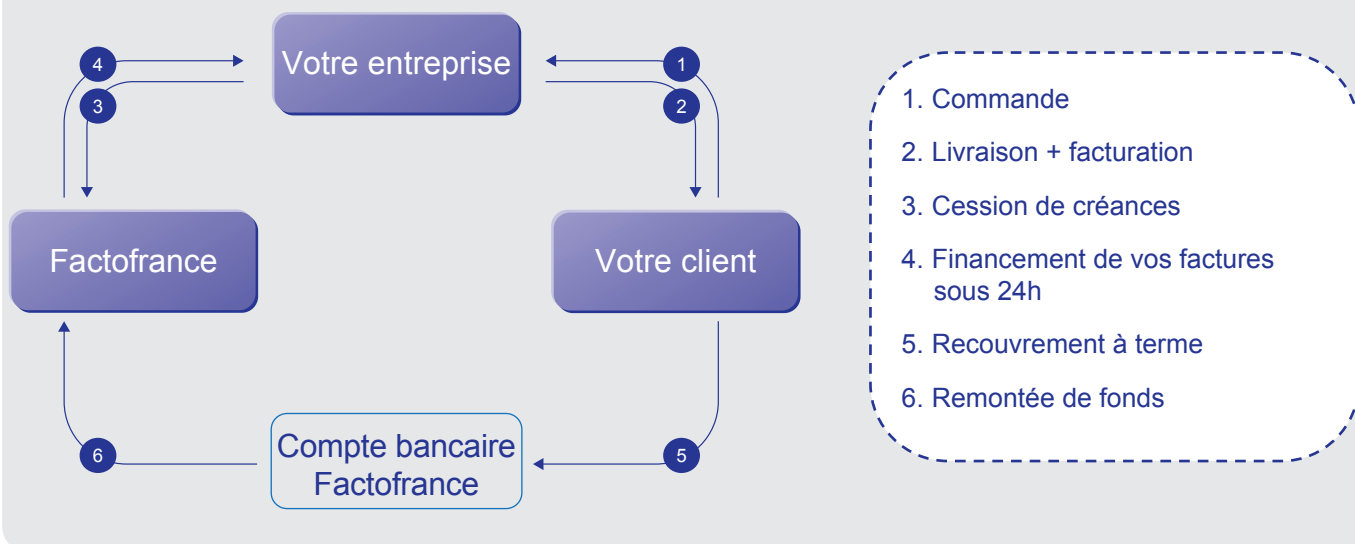 4
Votre entreprise
1
3
2
Factofrance
Votre client
6
Compte bancaire
Factofrance
5
1. Commande
2. Livraison + facturation
3. Cession de créances
4. Financement de vos factures
sous 24h
5. Recouvrement à terme
6. Remontée de fonds